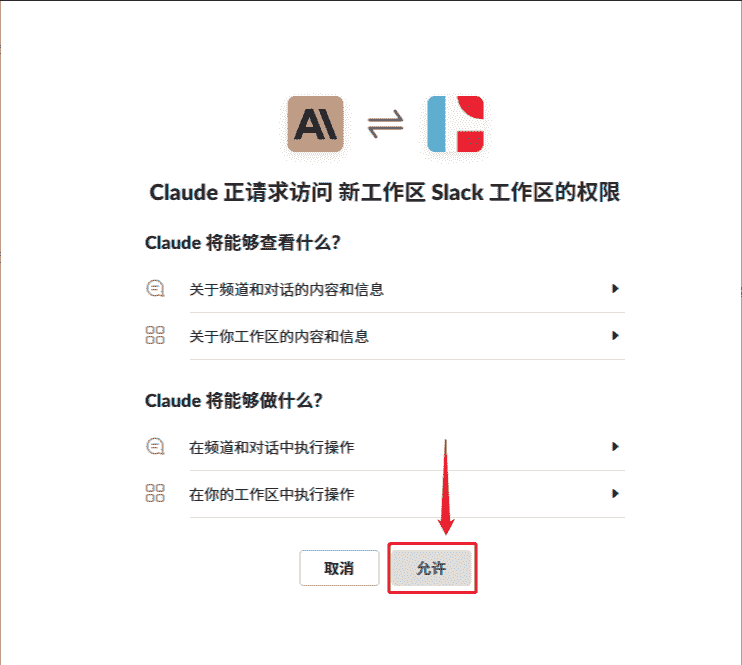 Claude 正请求访问 新工作区 Slack 工作区的权限
Claude 将能够查看什么?
关于频道和对话的内容和信息
关于你工作区的内容和信息
Claude 将能够做什么?
在频道和对话中执行操作
在你的工作区中执行操作
取消 允许